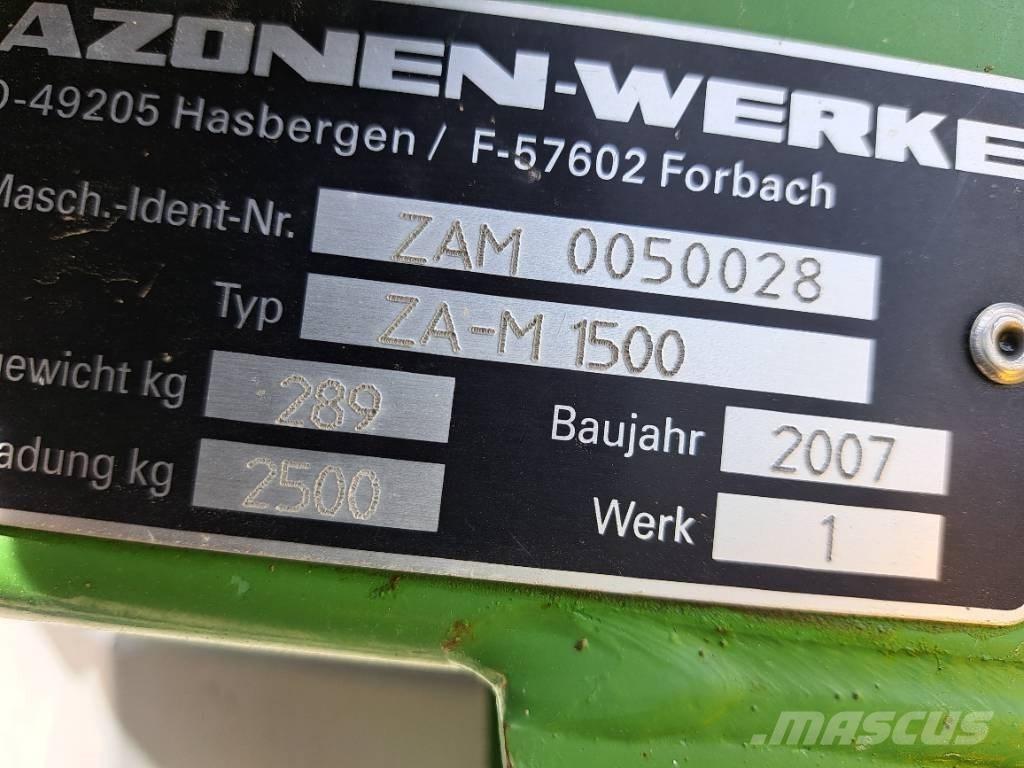 AZONEN-WERKE
D-49205 Hasbergen / F-57602 Forbach
Masch.-Ident-Nr. ZAM 0050028
Typ ZA-M 1500
gewicht kg 289 Baujahr 2007
adung kg 2500 Werk 1
MASCUS